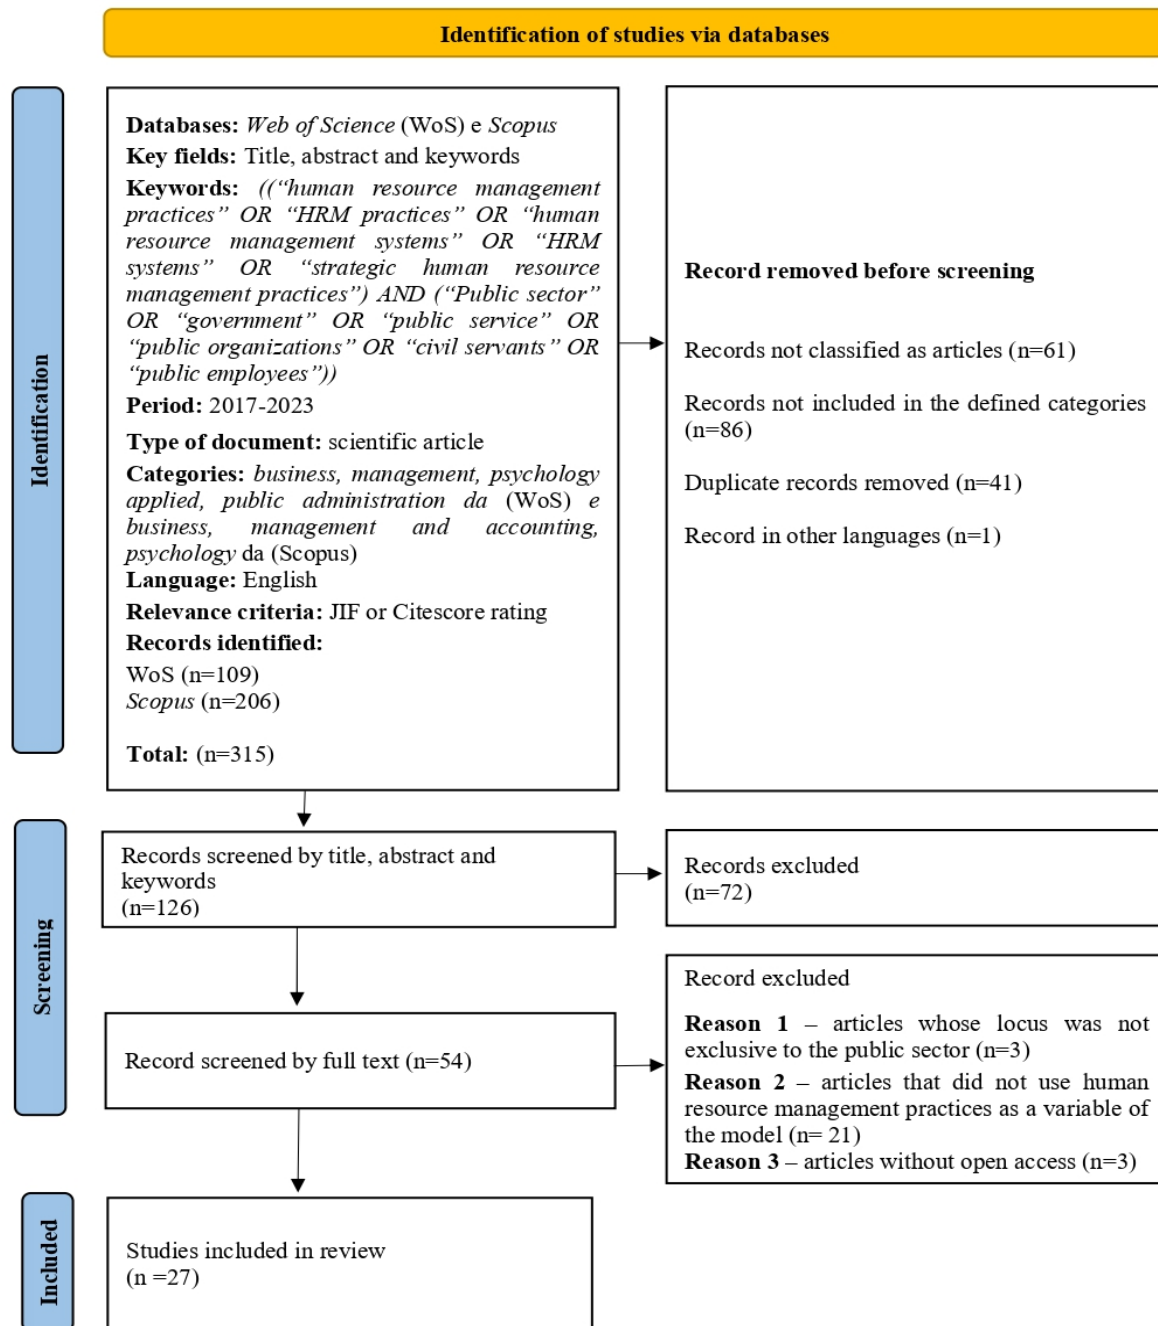 Identification of studies via databases
Identification
Databases: Web of Science (WoS) e Scopus
Key fields: Title, abstract and keywords
Keywords: ((“human resource management
practices” OR “HRM practices” OR “human
resource management systems” OR “HRM
systems” OR “strategic human resource
management practices”) AND (“Public sector”
OR “government” OR “public service” OR
“public organizations” OR “civil servants” OR
“public employees”))
Period: 2017-2023
Type of document: scientific article
Categories: business, management, psychology
applied, public administration da (WoS) e
business, management and accounting,
psychology da (Scopus)
Language: English
Relevance criteria: JIF or Citescore rating
Records identified:
WoS (n=109)
Scopus (n=206)
Total: (n=315)
Record removed before screening
Records not classified as articles (n=61)
Records not included in the defined categories
(n=86)
Duplicate records removed (n=41)
Record in other languages (n=1)
Screening
Records screened by title, abstract and
keywords
(n=126)
Records excluded
(n=72)
Record screened by full text (n=54)
Record excluded
Reason 1 – articles whose locus was not
exclusive to the public sector (n=3)
Reason 2 – articles that did not use human
resource management practices as a variable of
the model (n= 21)
Reason 3 – articles without open access (n=3)
Included
Studies included in review
(n =27)